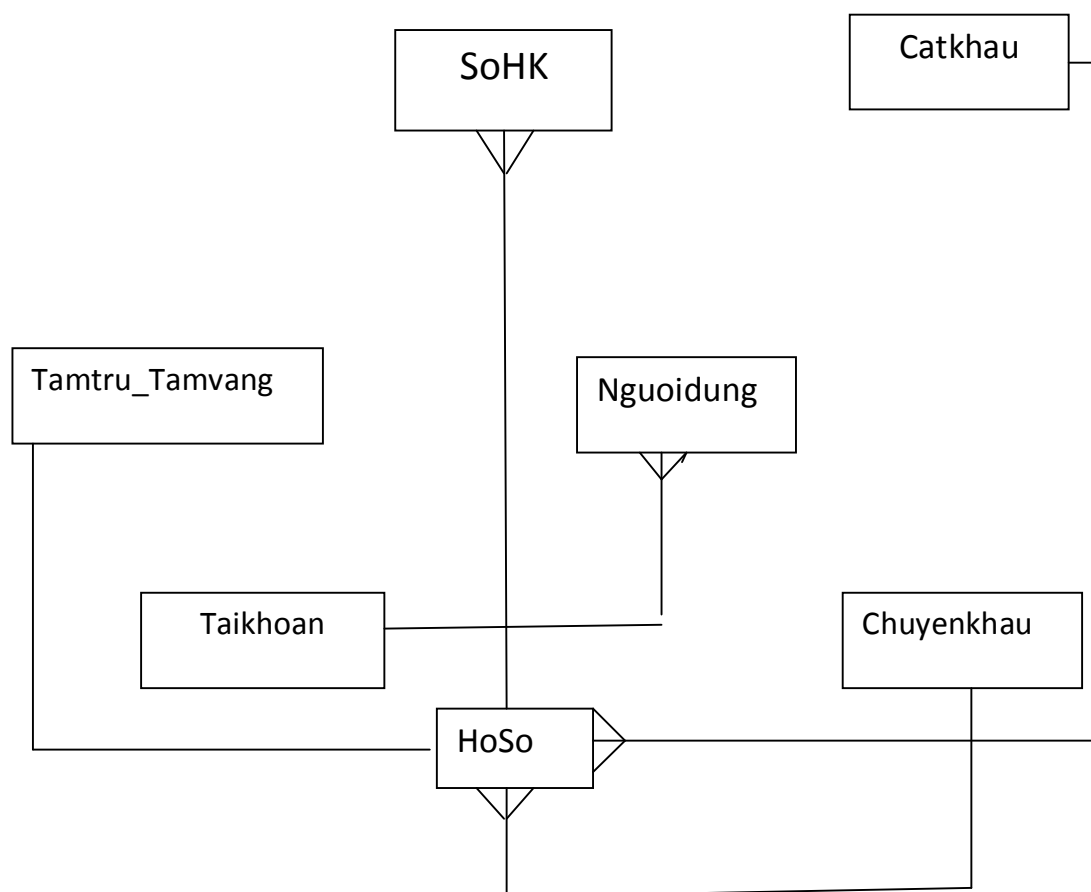 SoHK
Catkhau
Tamtru_Tamvang
Nguoidung
Taikhoan
Chuyenkhau
HoSo